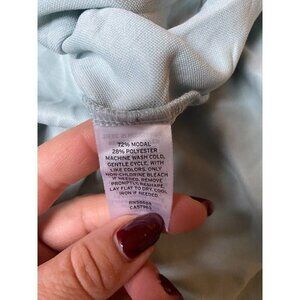 72% MODAL
28% POLYESTER
MACHINE WASH COLD,
GENTLE CYCLE, WITH
LIKE COLORS. ONLY
NON-CHLORINE BLEACH
IF NEEDED. REMOVE
PROMPTLY. RESHAPE,
LAY FLAT TO DRY. COOL
IRON IF NEEDED.